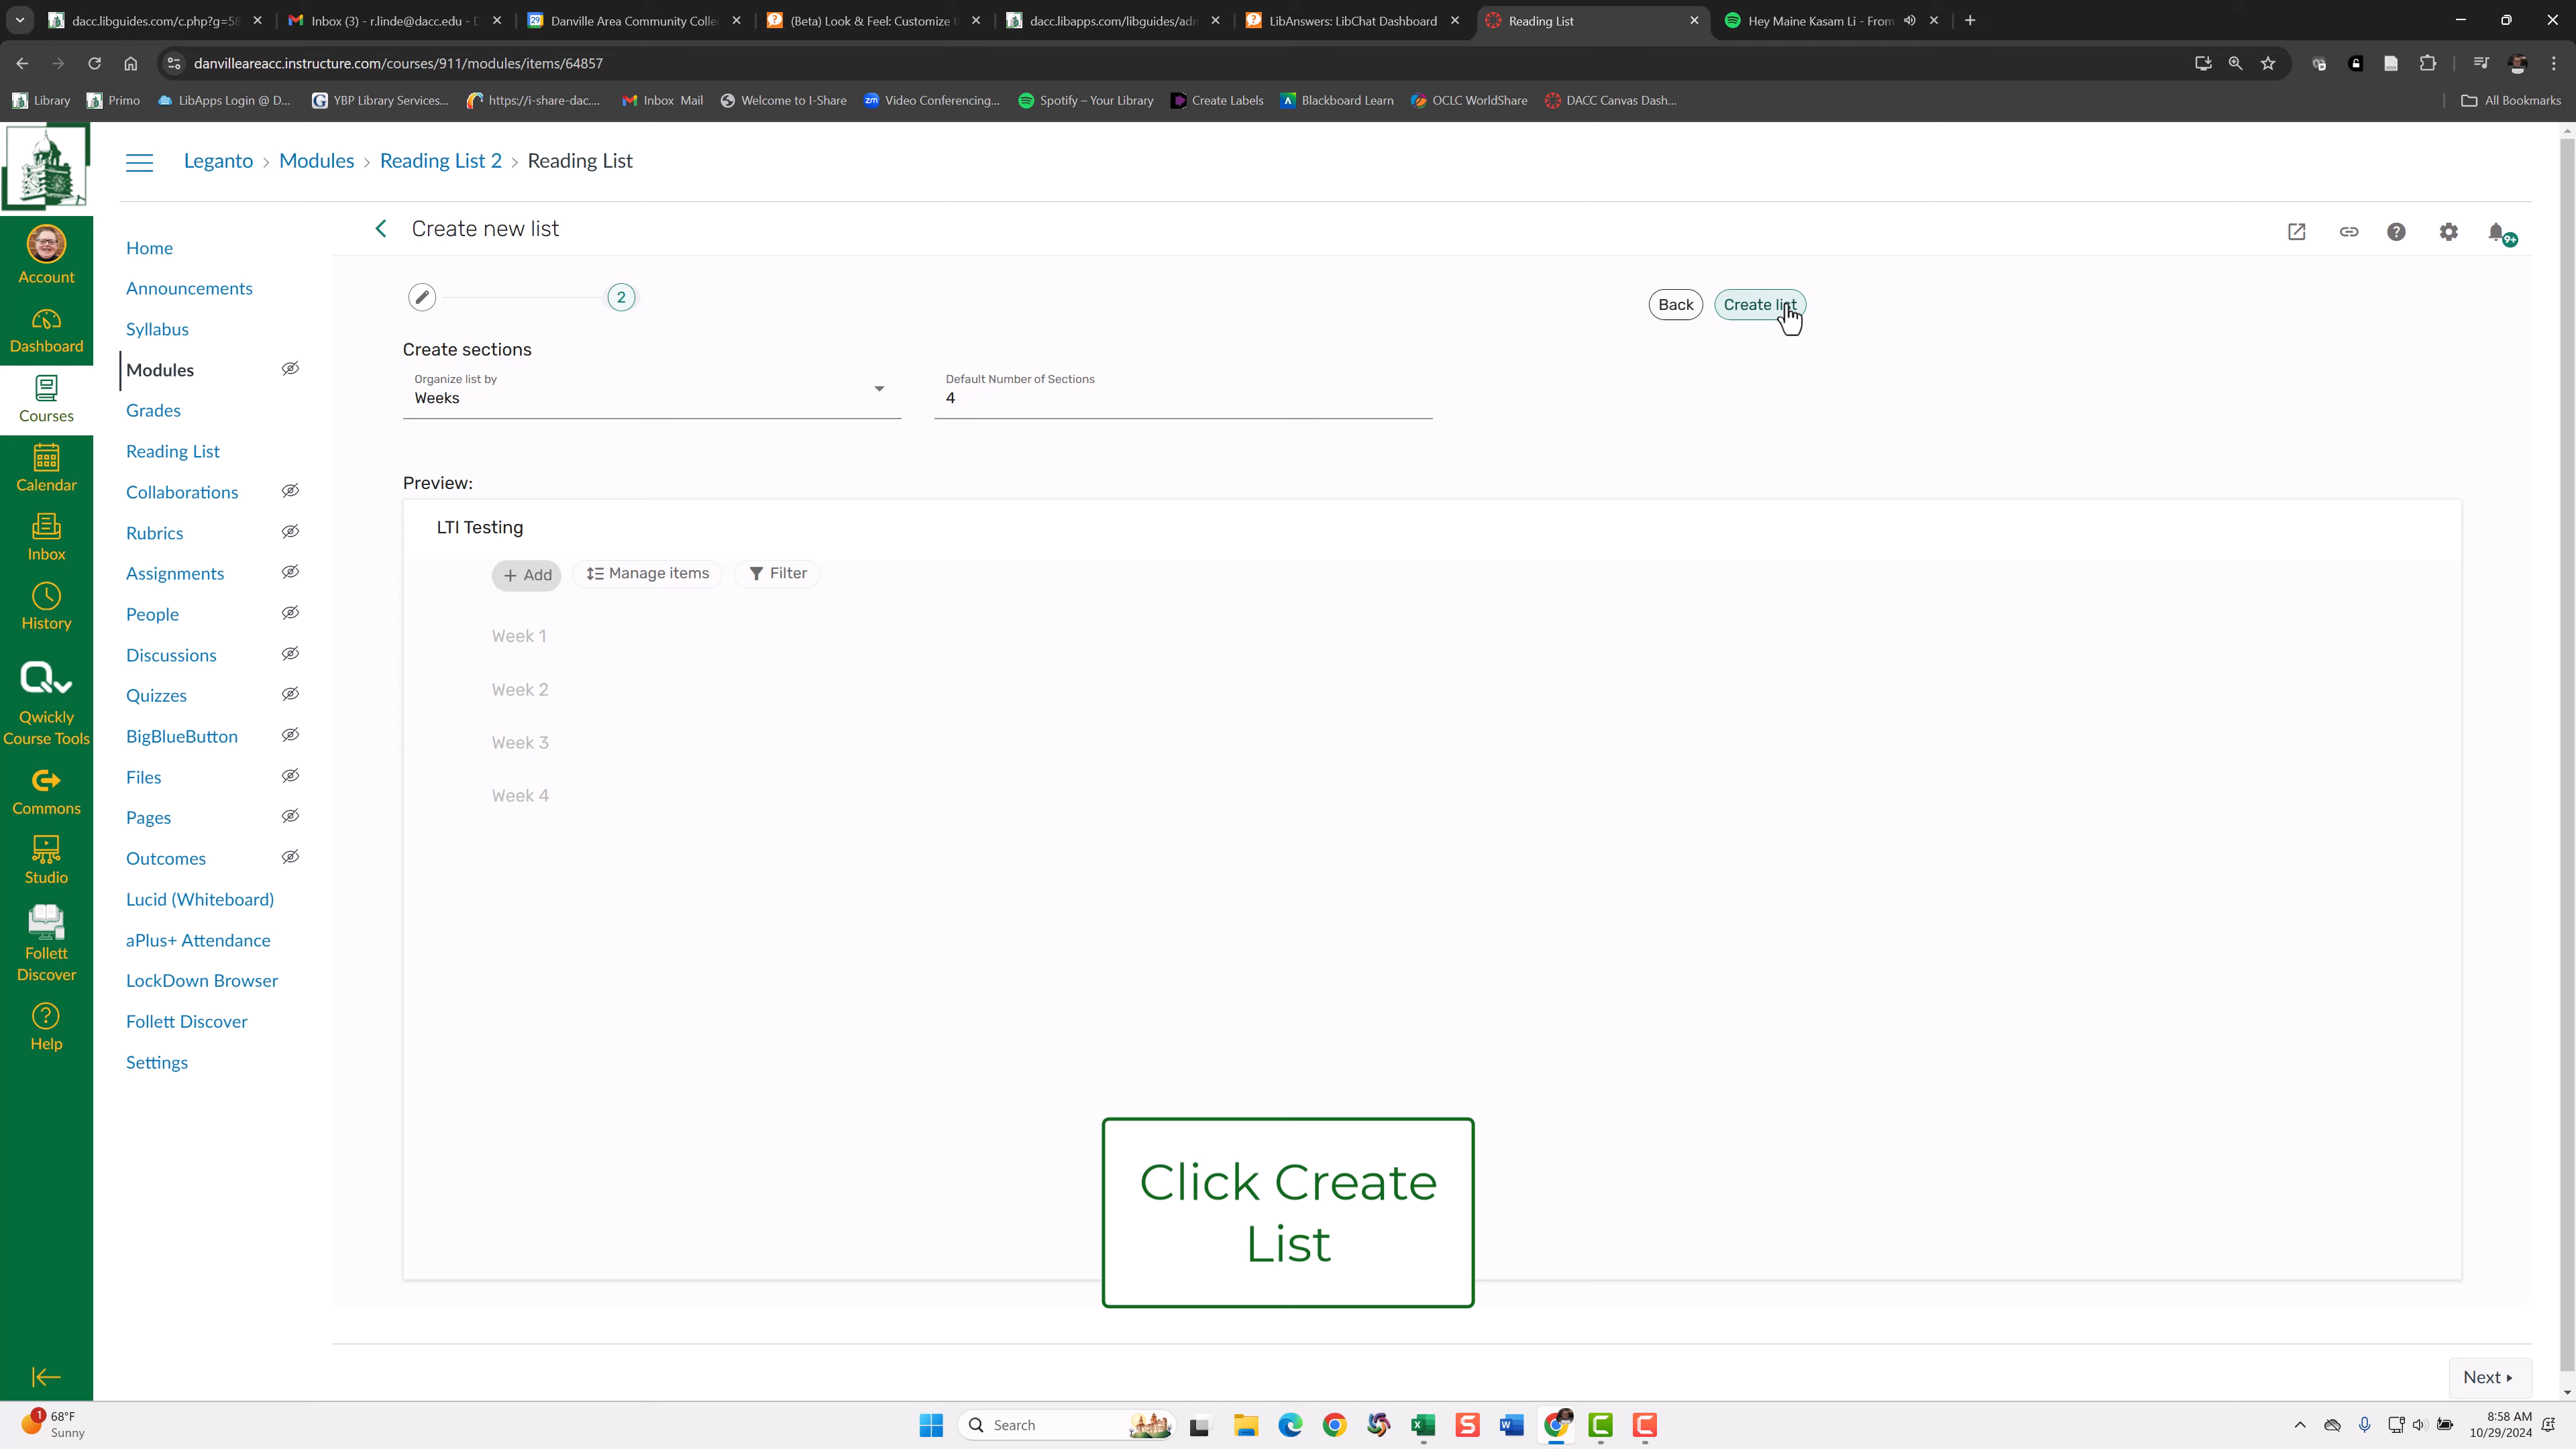 dacc.libguides.com/c.php?g=58
Inbox (3) - r.linde@dacc.edu - D
Danville Area Community Colle
(Beta) Look & Feel: Customize t
dacc.libapps.com/libguides/adm
LibAnswers: LibChat Dashboard
Reading List
Hey Maine Kasam Li - From
danvilleareacc.instructure.com/courses/911/modules/items/64857
Library
Primo
LibApps Login @ D...
YBP Library Services...
https://i-share-dac....
Inbox Mail
Welcome to I-Share
Video Conferencing...
Spotify – Your Library
Create Labels
Blackboard Learn
OCLC WorldShare
DACC Canvas Dash...
All Bookmarks
Leganto > Modules > Reading List 2 > Reading List
Create new list
9+
Account
Dashboard
Courses
Calendar
Inbox
History
Qwickly
Course Tools
Commons
Studio
Follett
Discover
Help
Home
Announcements
Syllabus
Modules
Grades
Reading List
Collaborations
Rubrics
Assignments
People
Discussions
Quizzes
BigBlueButton
Files
Pages
Outcomes
Lucid (Whiteboard)
aPlus+ Attendance
LockDown Browser
Follett Discover
Settings
2
Back
Create list
Create sections
Organize list by
Weeks
Default Number of Sections
4
Preview:
LTI Testing
+ Add
Manage items
Filter
Week 1
Week 2
Week 3
Week 4
Click Create
List
Next
1
68°F
Sunny
Search
8:58 AM
10/29/2024